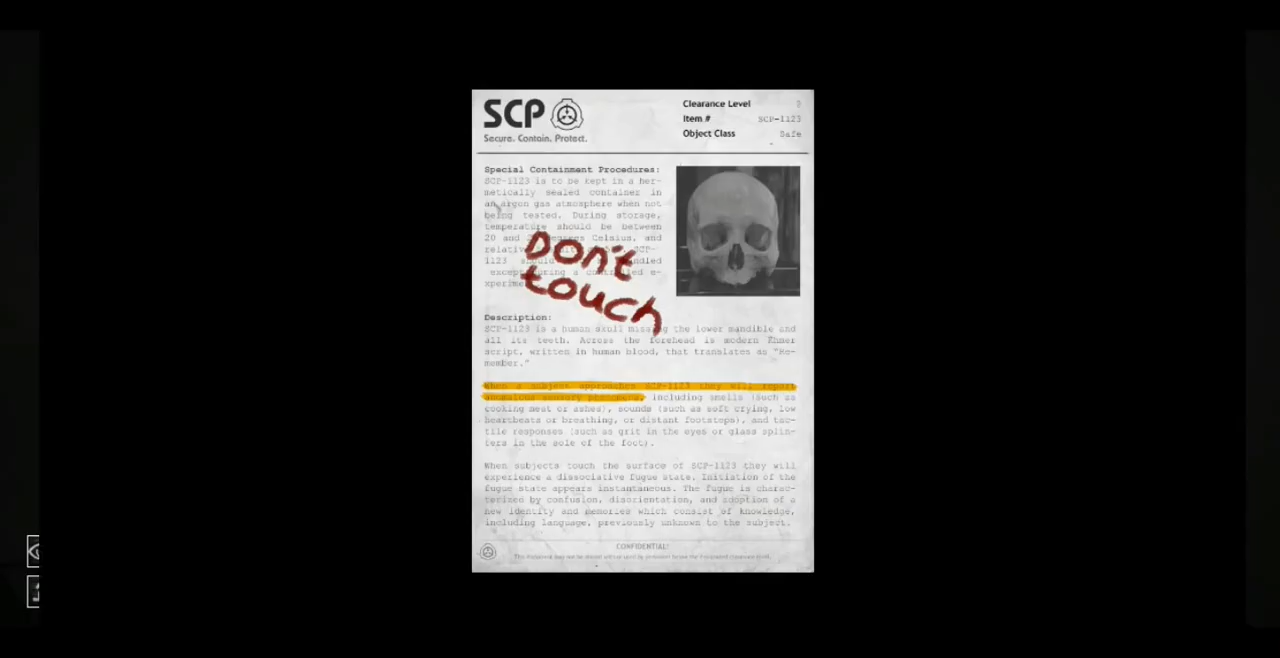 SCP
Secure. Contain. Protect.
Clearance Level
Item # SCP-1123
Object Class Safe
Special Containment Procedures:
SCP-1123 is to be kept in a her-
metically sealed container in
an argon gas atmosphere when not
being tested. During storage,
temperature should be between
20 and degrees Celsius, and
1123
except during a controlled e-
Don't
touch
Description:
SCP-1123 is a human skull missing the lower mandible and
all its teeth. Across the forehead is modern Khmer
script, written in human blood, that translates as "Re-
member."
When a subject approaches SCP-1123 they will report
anomalous sensory phenomena, including smells (such as
cooking meat or ashes), sounds (such as soft crying, low
heartbeats or breathing, or distant footsteps), and tac-
tile responses (such as grit in the eyes or glass splin-
ters in the sole of the foot).
When subjects touch the surface of SCP-1123 they will
experience a dissociative fugue state. Initiation of the
fugue state appears instantaneous. The fugue is charac-
terized by confusion, disorientation, and adoption of a
new identity and memories which consist of knowledge,
including language, previously unknown to the subject.
CONFIDENTIAL!